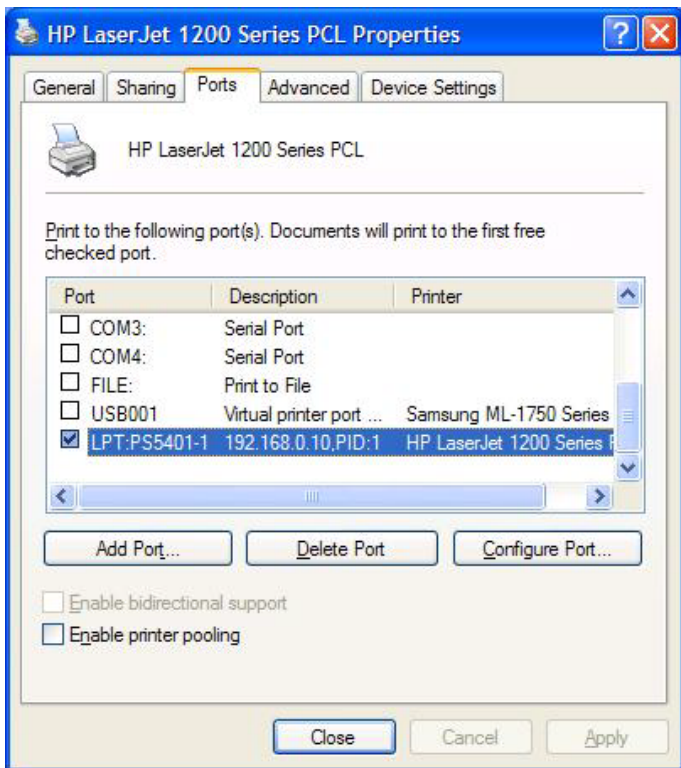 HP LaserJet 1200 Series PCL Properties
General Sharing Ports Advanced Device Settings
HP LaserJet 1200 Series PCL
Print to the following port(s). Documents will print to the first free
checked port.
Port Description Printer
COM3: Serial Port
COM4: Serial Port
FILE: Print to File
USB001 Virtual printer port ... Samsung ML-1750 Series
LPT:PS5401-1 192.168.0.10,PID:1 HP LaserJet 1200 Series
Add Port... Delete Port Configure Port...
Enable bidirectional support
Enable printer pooling
Close Cancel Apply